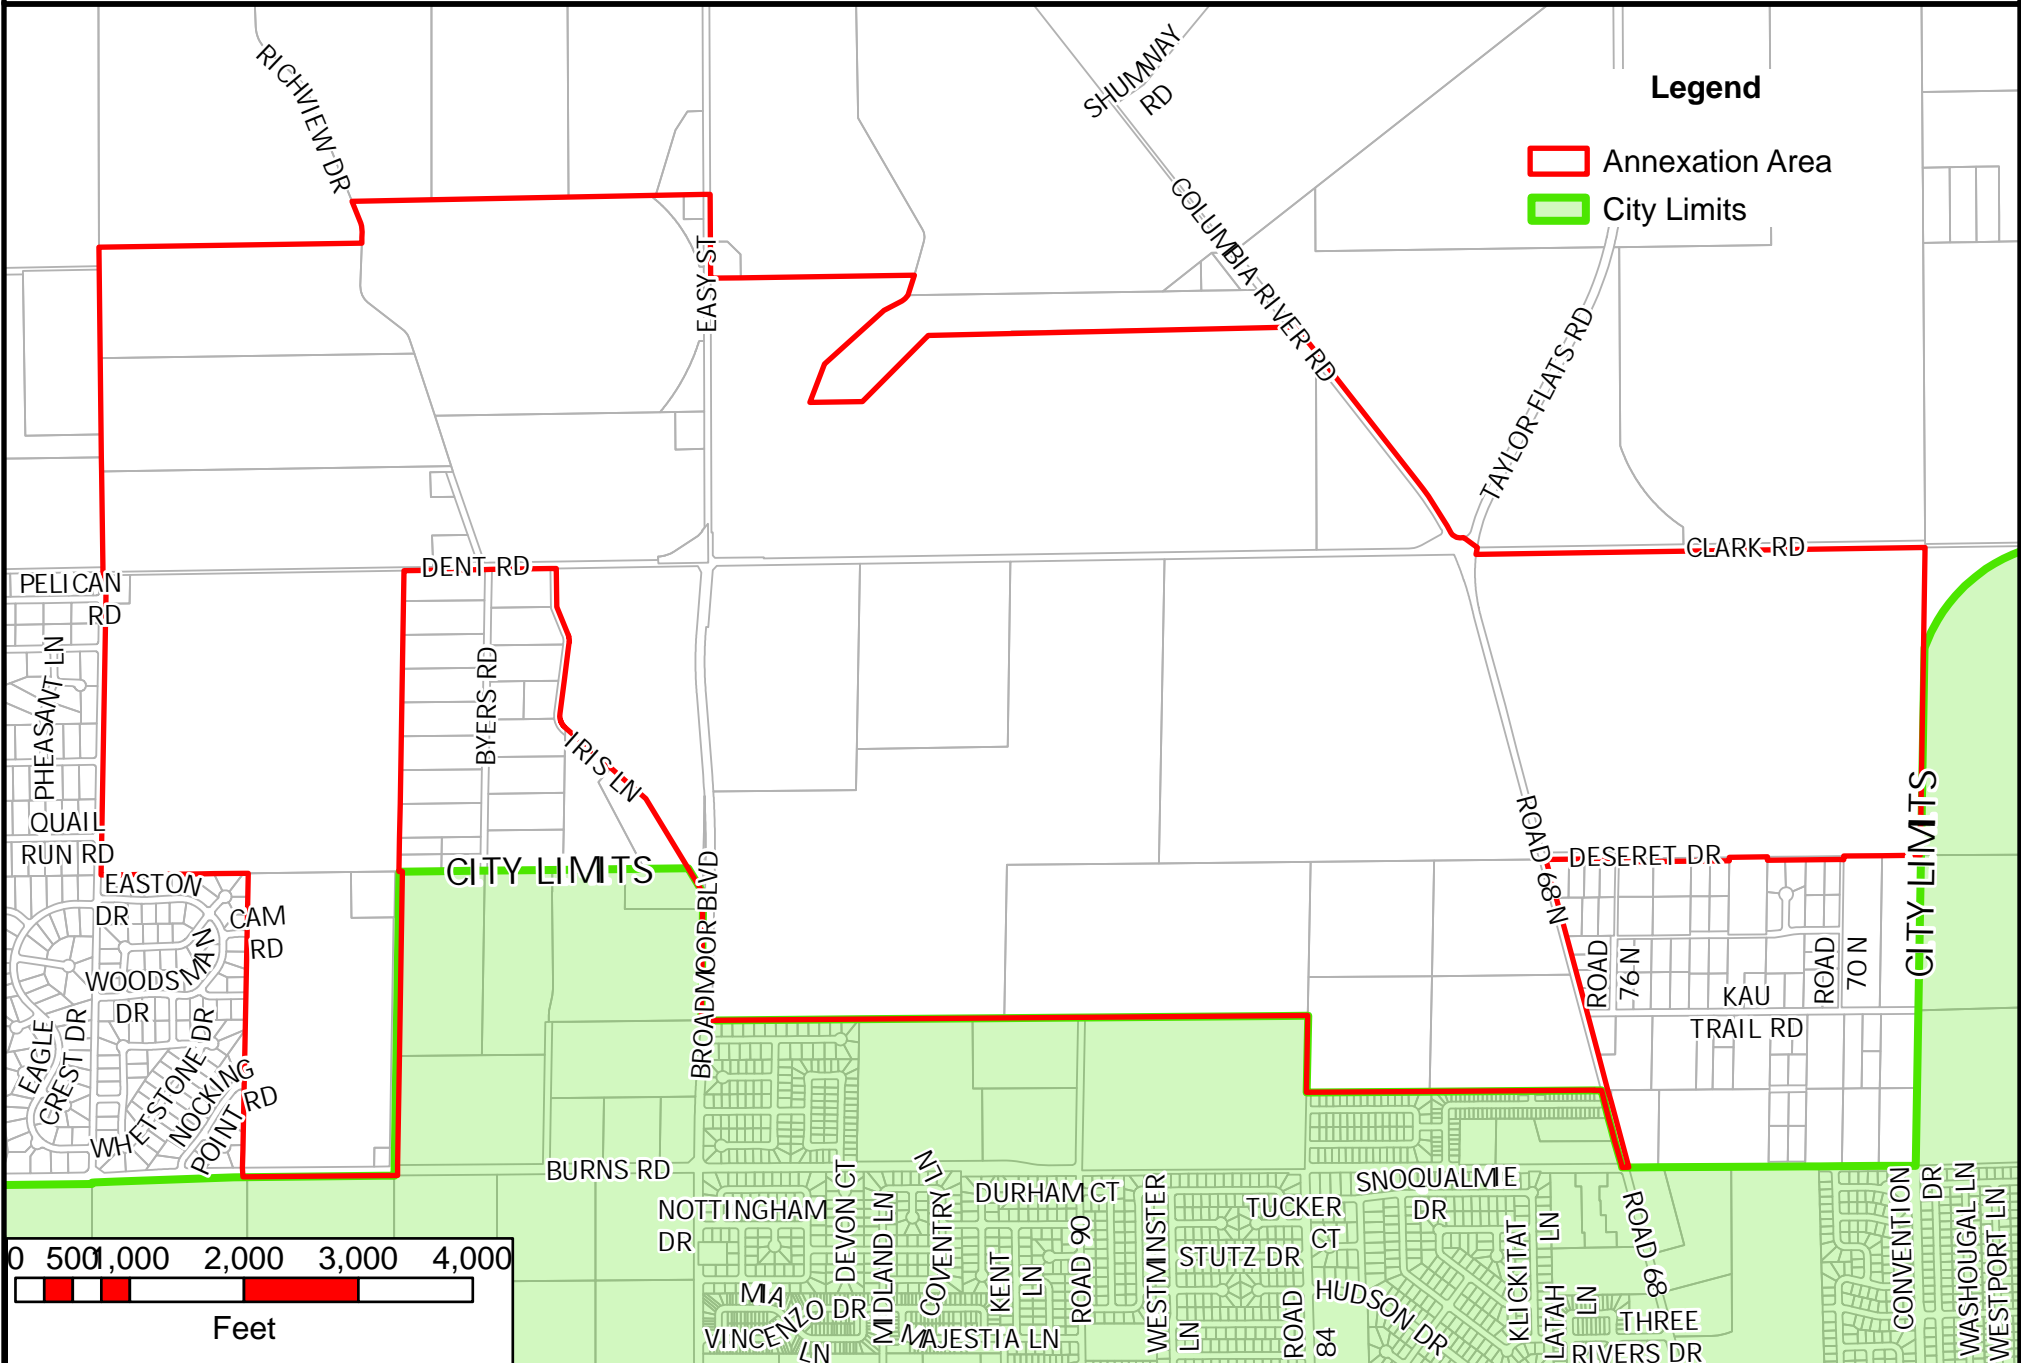 Legend
Annexation Area
City Limits
RICHVIEW DR
SHUMWAY
RD
COLUMBIA RIVER RD
EASY ST
TAYLOR FLATS RD
CLARK RD
DENT RD
PELICAN
RD
PHEASANT LN
BYERS RD
IRIS LN
QUAIL
RUN RD
CITY LIMITS
EASTON
DR
CAM
RD
WOODSMAN
DR
EAGLE
CREST DR
WHETSTONE DR
NOCKING
POINT RD
BROADMOOR BLVD
ROAD 68 N
DESERET DR
CITY LIMITS
ROAD
76 N
ROAD
70 N
KAU
TRAIL RD
BURNS RD
NOTTINGHAM
DR
DEVON CT
MIDLAND LN
COVENTRY LN
DURHAM CT
KENT
LN
ROAD 90
WESTMINSTER
LN
TUCKER
CT
STUTZ DR
SNOQUALMIE
DR
ROAD
84
HUDSON DR
KLICKITAT
LN
LATAH
LN
ROAD 68
THREE
RIVERS DR
CONVENTION
DR
WASHOUGAL LN
WESTPORT LN
MIA
LN
VINCENZO DR
MAJESTIA LN
0 500 1,000 2,000 3,000 4,000
Feet